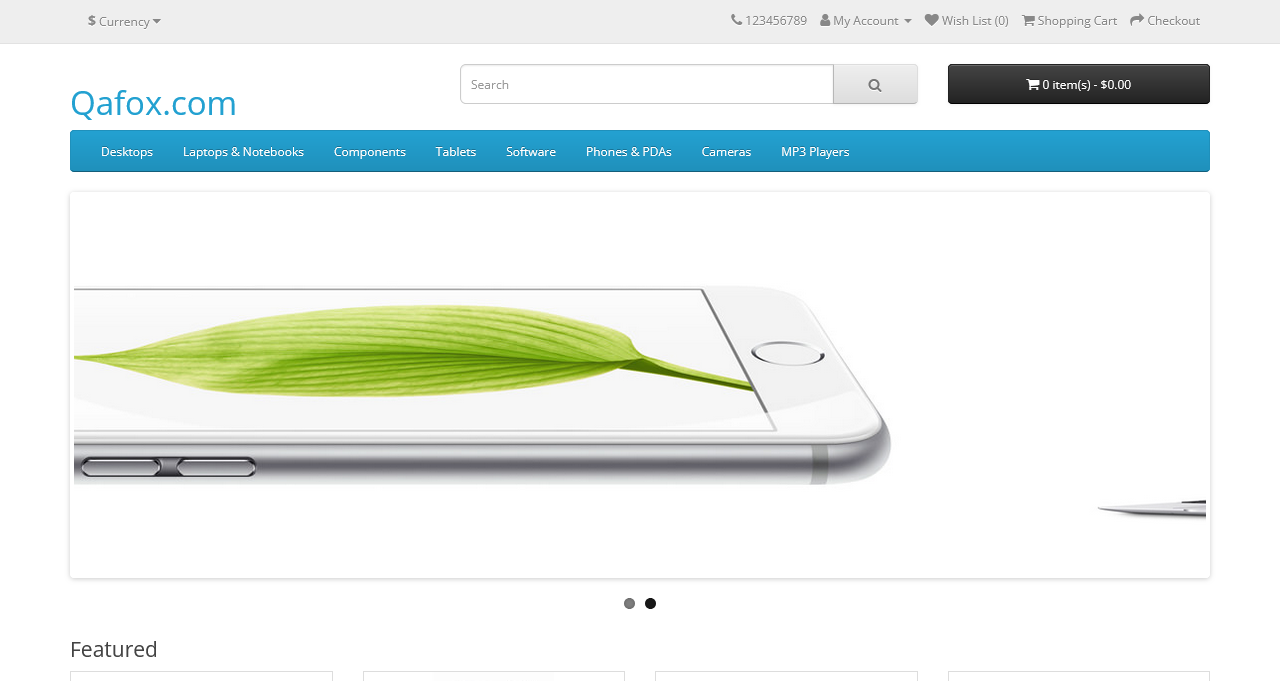 $ Currency
123456789 My Account Wish List (0) Shopping Cart Checkout
Qafox.com
Search
0 item(s) - $0.00
Desktops Laptops & Notebooks Components Tablets Software Phones & PDAs Cameras MP3 Players
Featured